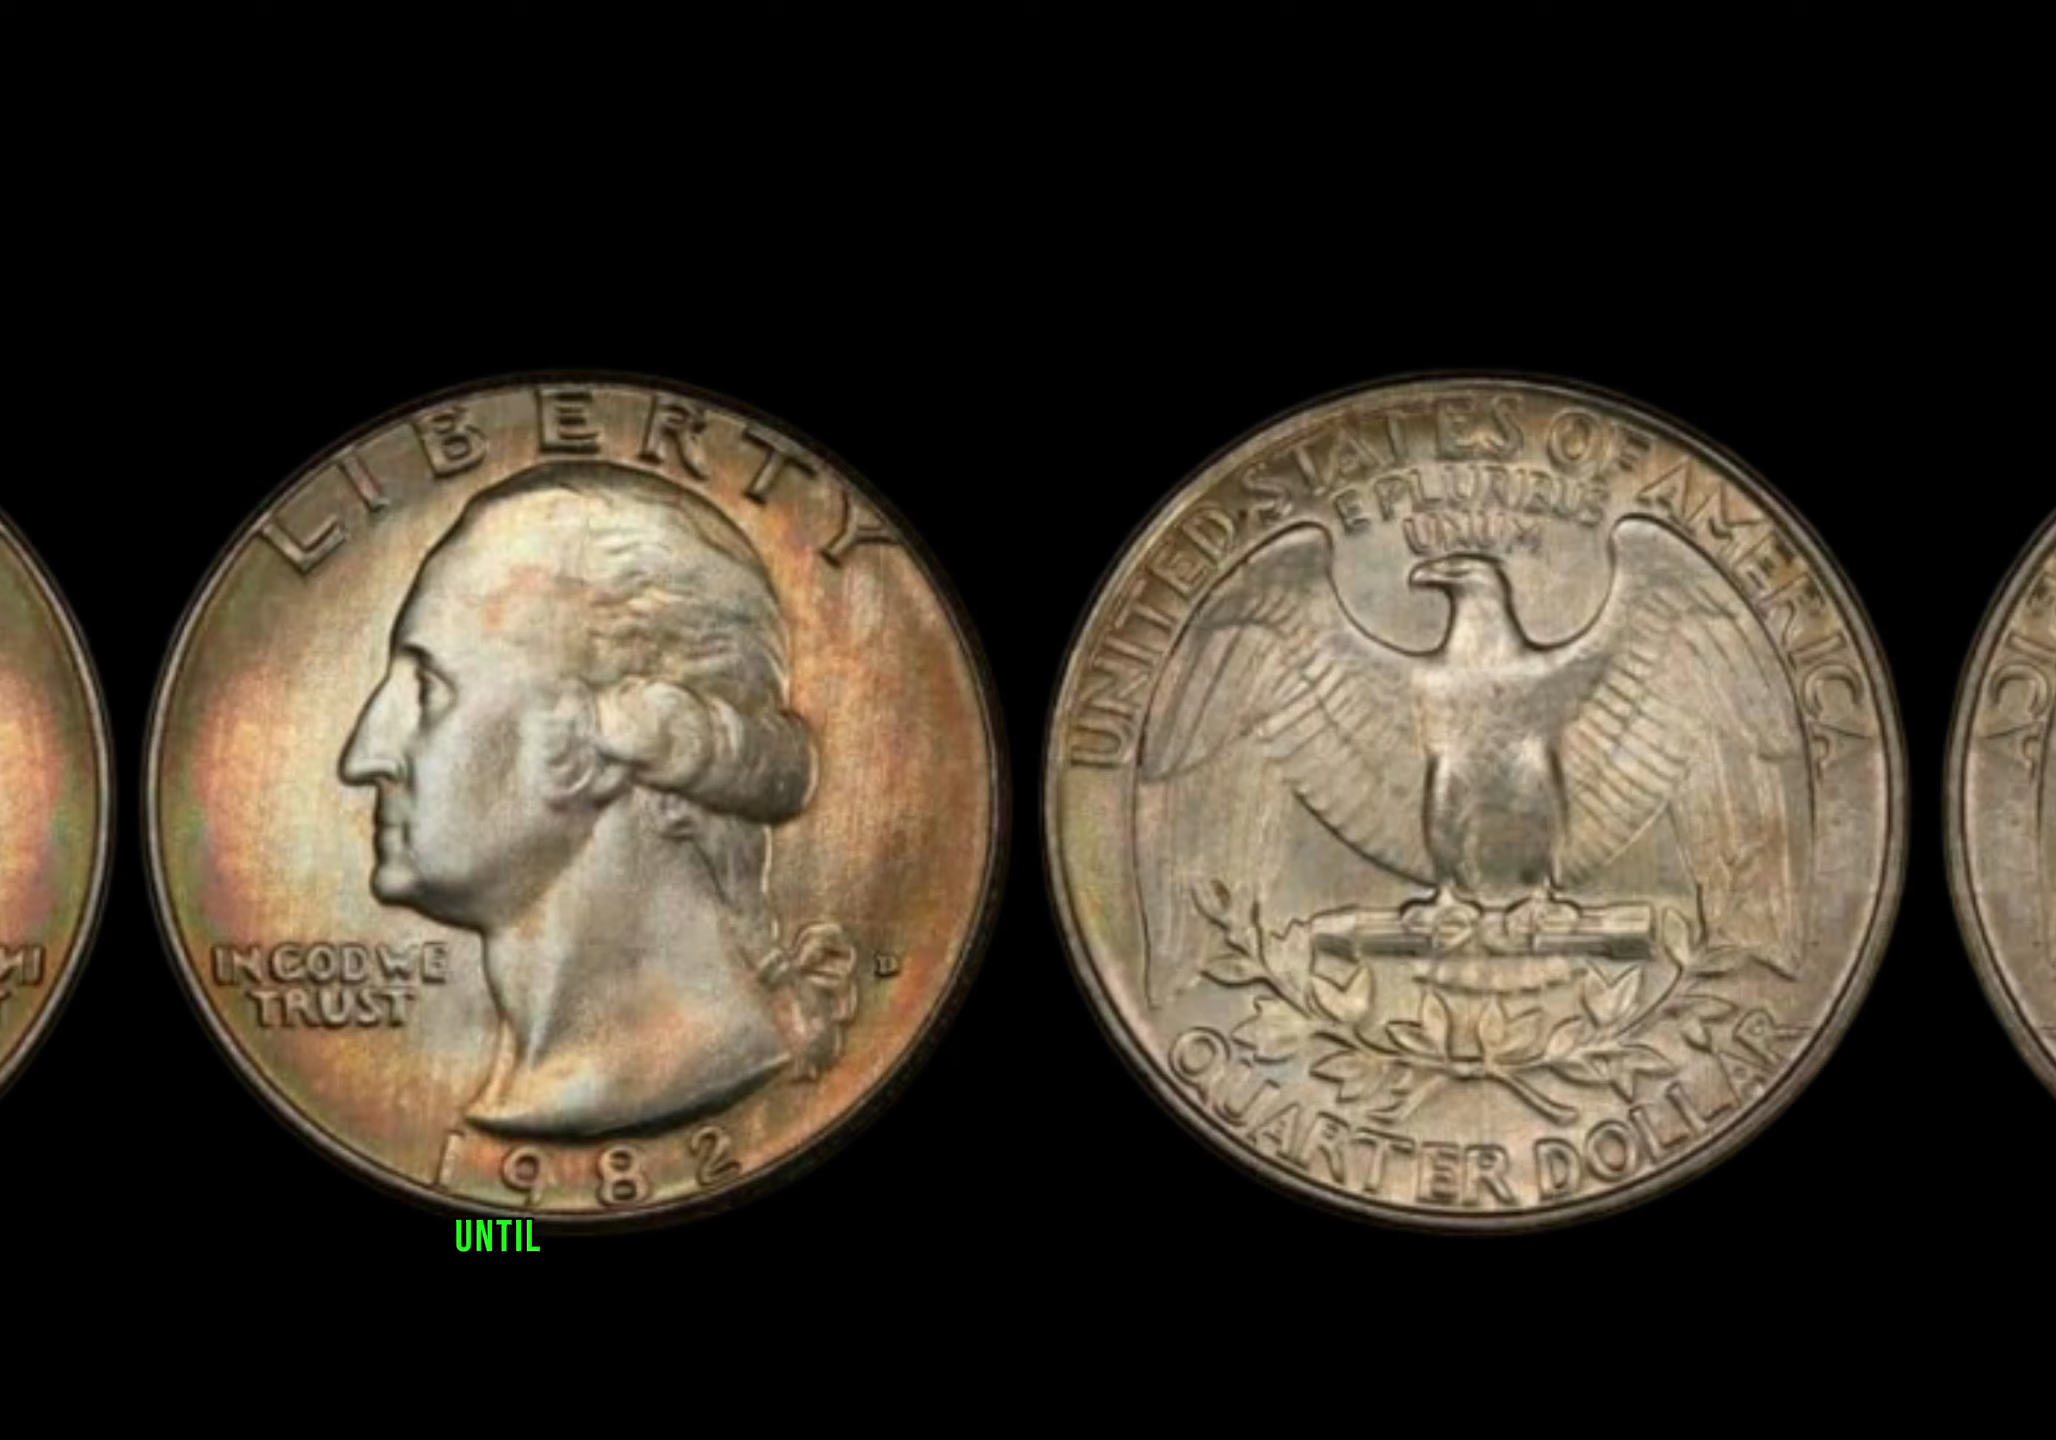 LIBERTY
IN GOD WE
TRUST
D
1982
UNITED STATES OF AMERICA
E PLURIBUS
UNUM
QUARTER DOLLAR
UNTIL